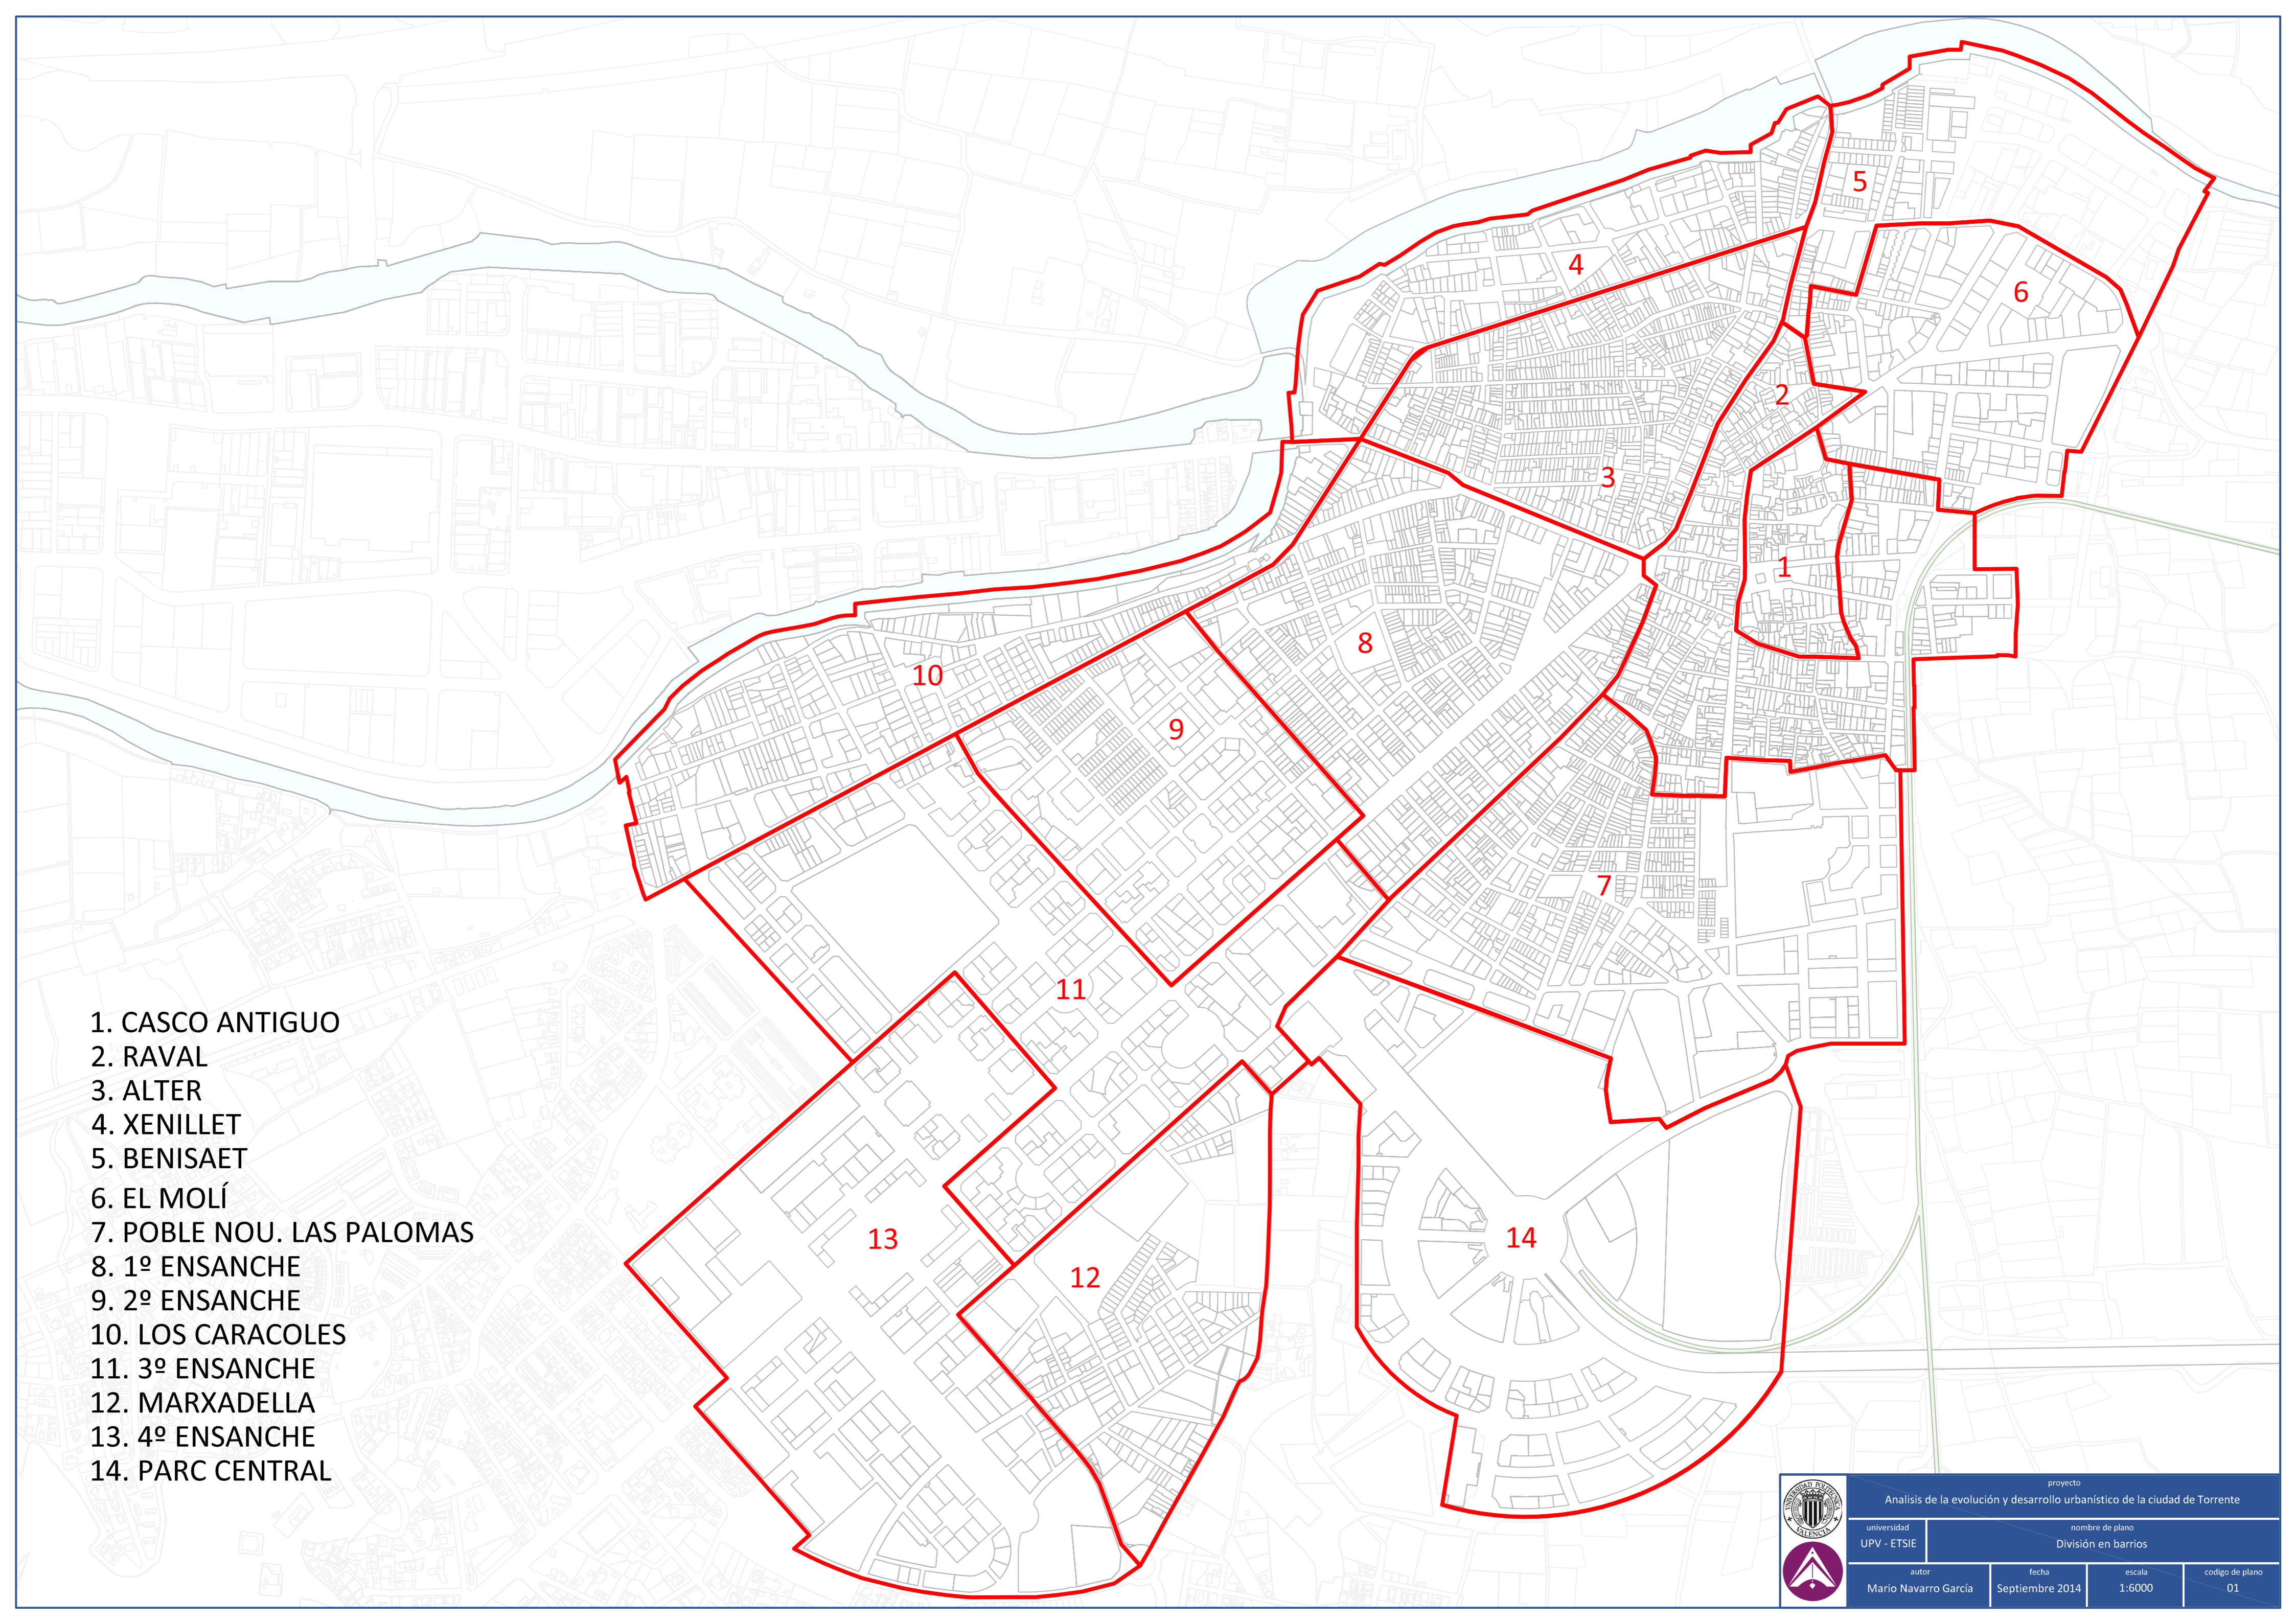 5
4
6
2
3
1
8
10
9
7
11
14
13
12
1. CASCO ANTIGUO
2. RAVAL
3. ALTER
4. XENILLET
5. BENISAET
6. EL MOLÍ
7. POBLE NOU. LAS PALOMAS
8. 1º ENSANCHE
9. 2º ENSANCHE
10. LOS CARACOLES
11. 3º ENSANCHE
12. MARXADELLA
13. 4º ENSANCHE
14. PARC CENTRAL
UNIVERSIDAD POLITECNICA
VALENCIA
proyecto
Analisis de la evolución y desarrollo urbanístico de la ciudad de Torrente
universidad
UPV - ETSIE
nombre de plano
División en barrios
autor
Mario Navarro García
fecha
Septiembre 2014
escala
1:6000
codigo de plano
01